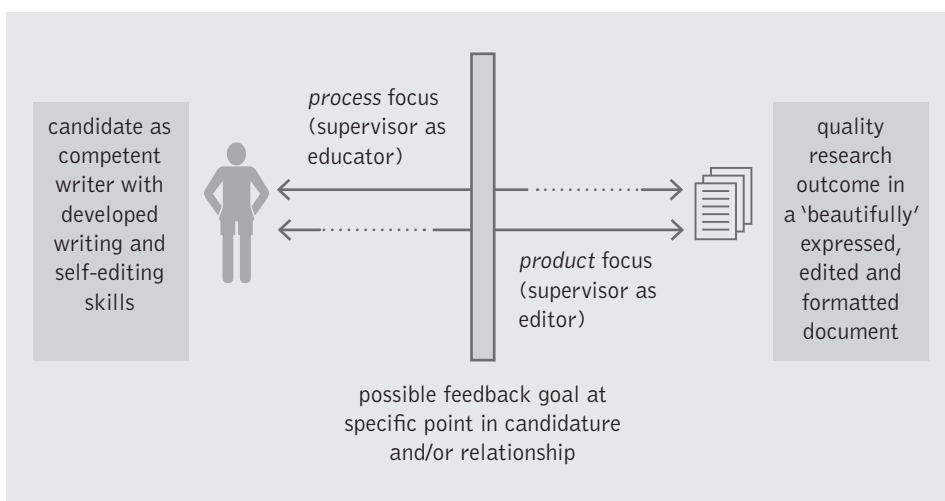 candidate as
competent
writer with
developed
writing and
self-editing
skills
process focus
(supervisor as
educator)
product focus
(supervisor as
editor)
quality
research
outcome in
a ‘beautifully’
expressed,
edited and
formatted
document
possible feedback goal at
specific point in candidature
and/or relationship